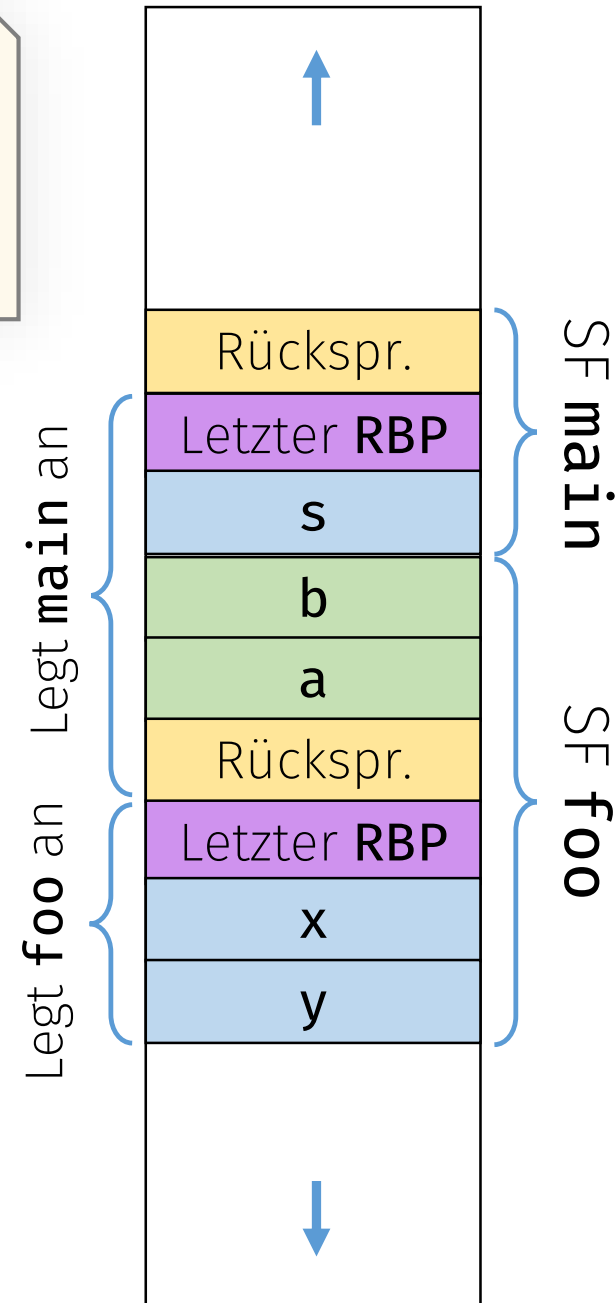 Rückspr.
Letzter RBP
s
b
a
Rückspr.
Letzter RBP
x
y
Legt main an
Legt foo an
SF main
SF foo